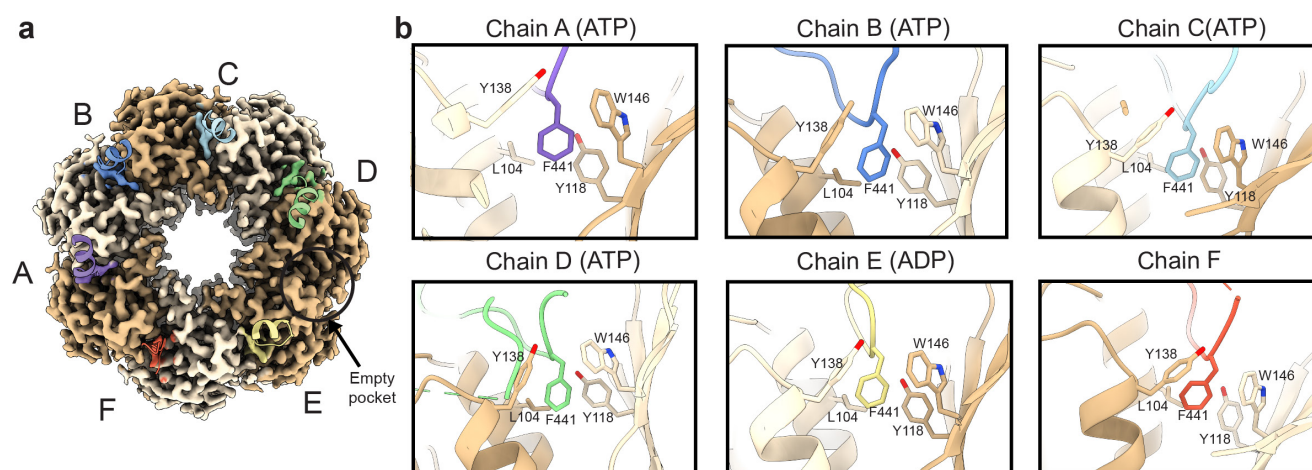 a
C
B
D
A
F
E
Empty
pocket
b
Chain A (ATP)
Y138
W146
L104
F441
Y118
Chain B (ATP)
Y138
W146
L104
F441
Y118
Chain C(ATP)
Y138
W146
L104
F441
Y118
Chain D (ATP)
Y138
W146
L104
F441
Y118
Chain E (ADP)
Y138
W146
L104
F441
Y118
Chain F
Y138
W146
L104
F441
Y118